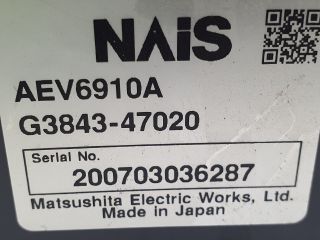 NAiS
AEV6910A
G3843-47020
Serial No.
200703036287
Matsushita Electric Works, Ltd.
Made in Japan